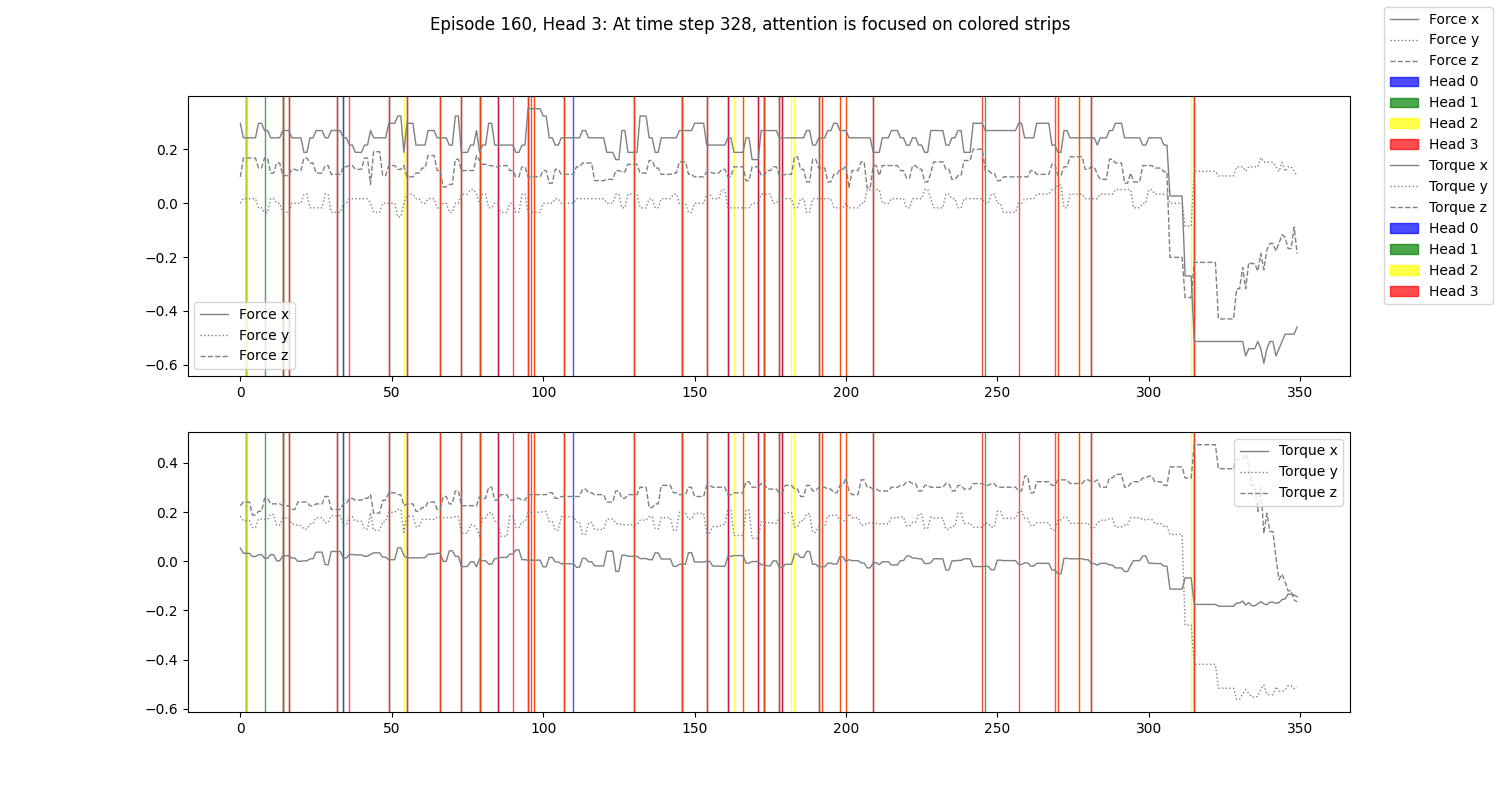 Episode 160, Head 3: At time step 328, attention is focused on colored strips
Force x
Force y
Force z
Head 0
Head 1
Head 2
Head 3
Torque x
Torque y
Torque z
Head 0
Head 1
Head 2
Head 3
0.2
0.0
−0.2
−0.4
−0.6
Force x
Force y
Force z
0 50 100 150 200 250 300 350
0.4
0.2
0.0
−0.2
−0.4
−0.6
Torque x
Torque y
Torque z
0 50 100 150 200 250 300 350